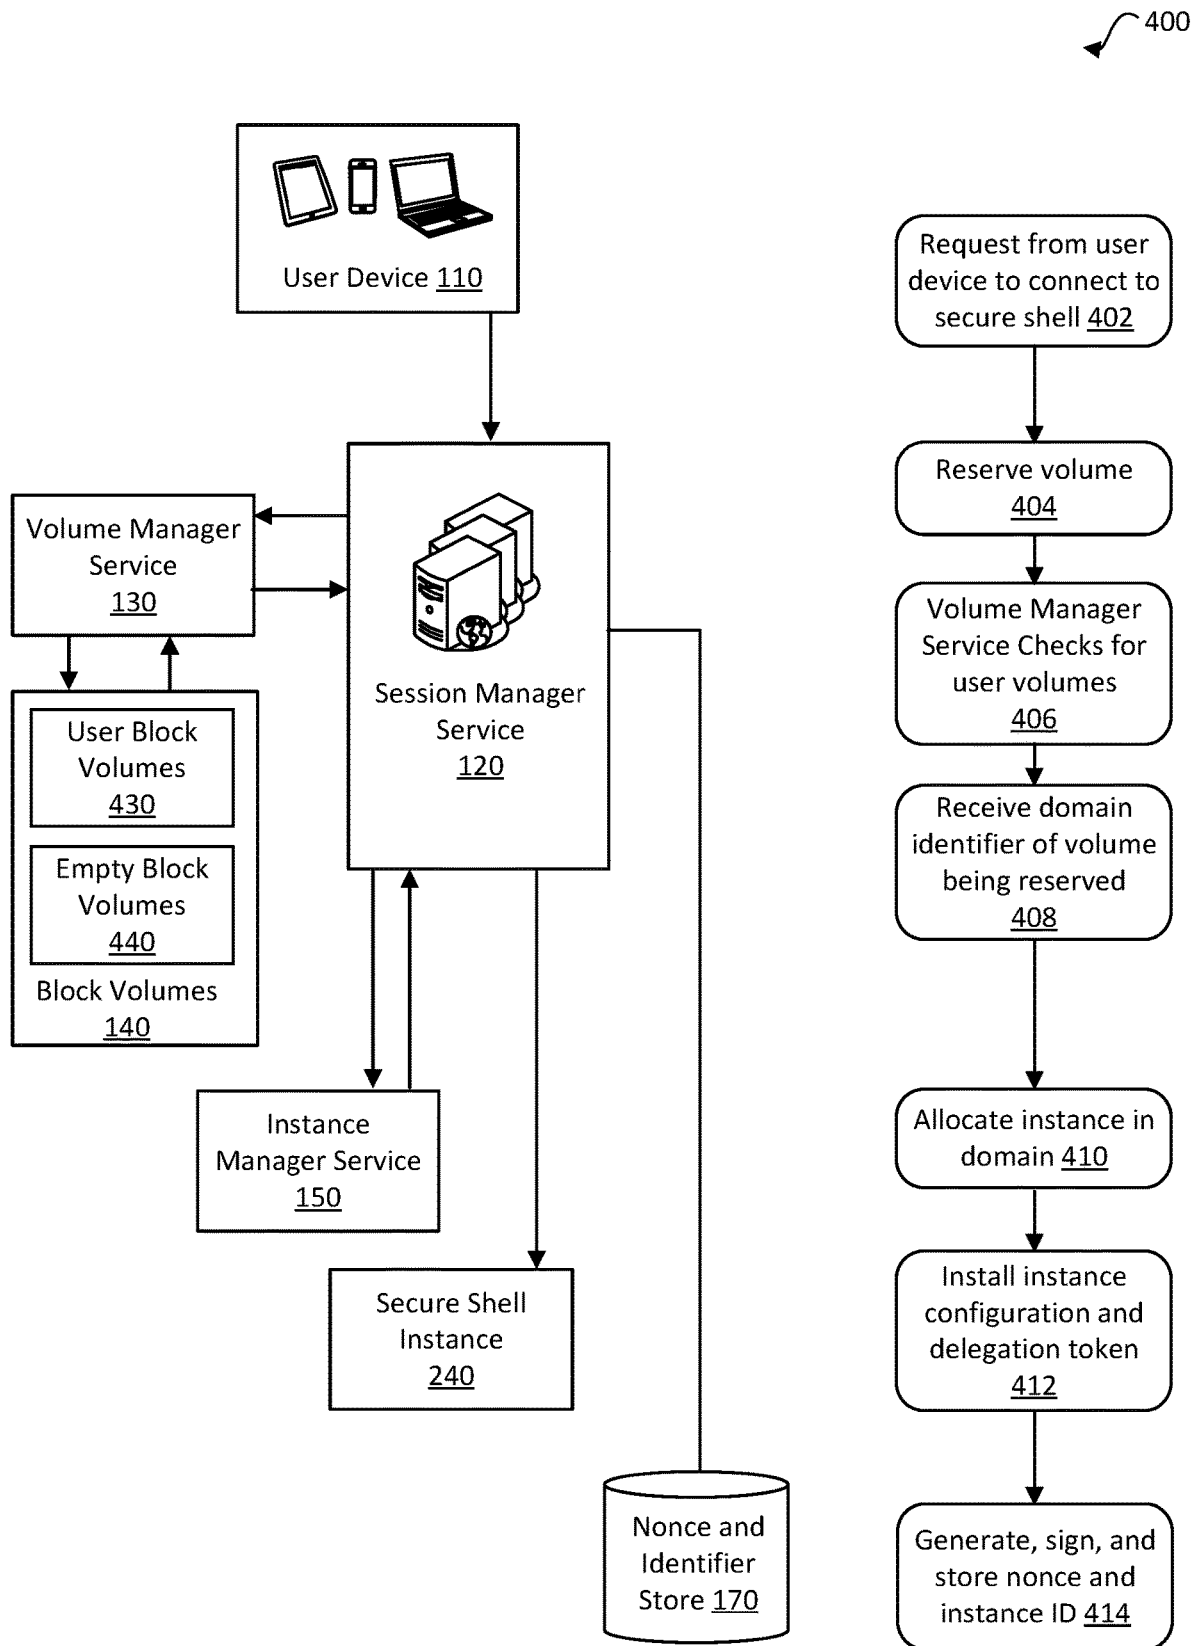 400
User Device 110
Volume Manager
Service
130
User Block
Volumes
430
Empty Block
Volumes
440
Block Volumes
140
Session Manager
Service
120
Instance
Manager Service
150
Secure Shell
Instance
240
Nonce and
Identifier
Store 170
Request from user
device to connect to
secure shell 402
Reserve volume
404
Volume Manager
Service Checks for
user volumes
406
Receive domain
identifier of volume
being reserved
408
Allocate instance in
domain 410
Install instance
configuration and
delegation token
412
Generate, sign, and
store nonce and
instance ID 414